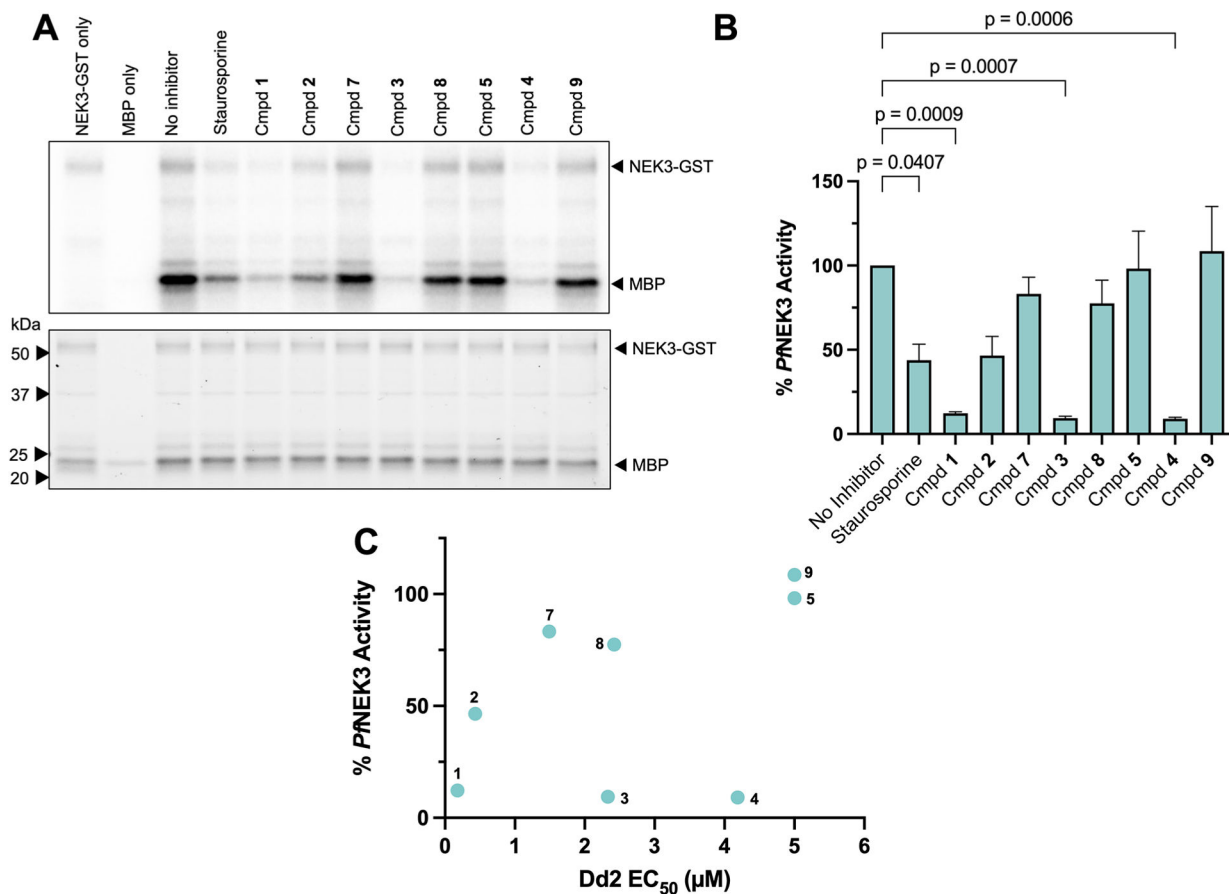 A
NEK3-GST only
MBP only
No inhibitor
Staurosporine
Cmpd 1
Cmpd 2
Cmpd 7
Cmpd 3
Cmpd 8
Cmpd 5
Cmpd 4
Cmpd 9
NEK3-GST
MBP
kDa
50
37
25
20
NEK3-GST
MBP
B
p = 0.0006
p = 0.0007
p = 0.0009
p = 0.0407
% PfNEK3 Activity
150
100
50
0
No Inhibitor
Staurosporine
Cmpd 1
Cmpd 2
Cmpd 7
Cmpd 3
Cmpd 8
Cmpd 5
Cmpd 4
Cmpd 9
C
% PfNEK3 Activity
100
50
0
9
5
7
8
2
1
3
4
0 1 2 3 4 5 6
Dd2 EC50 (µM)